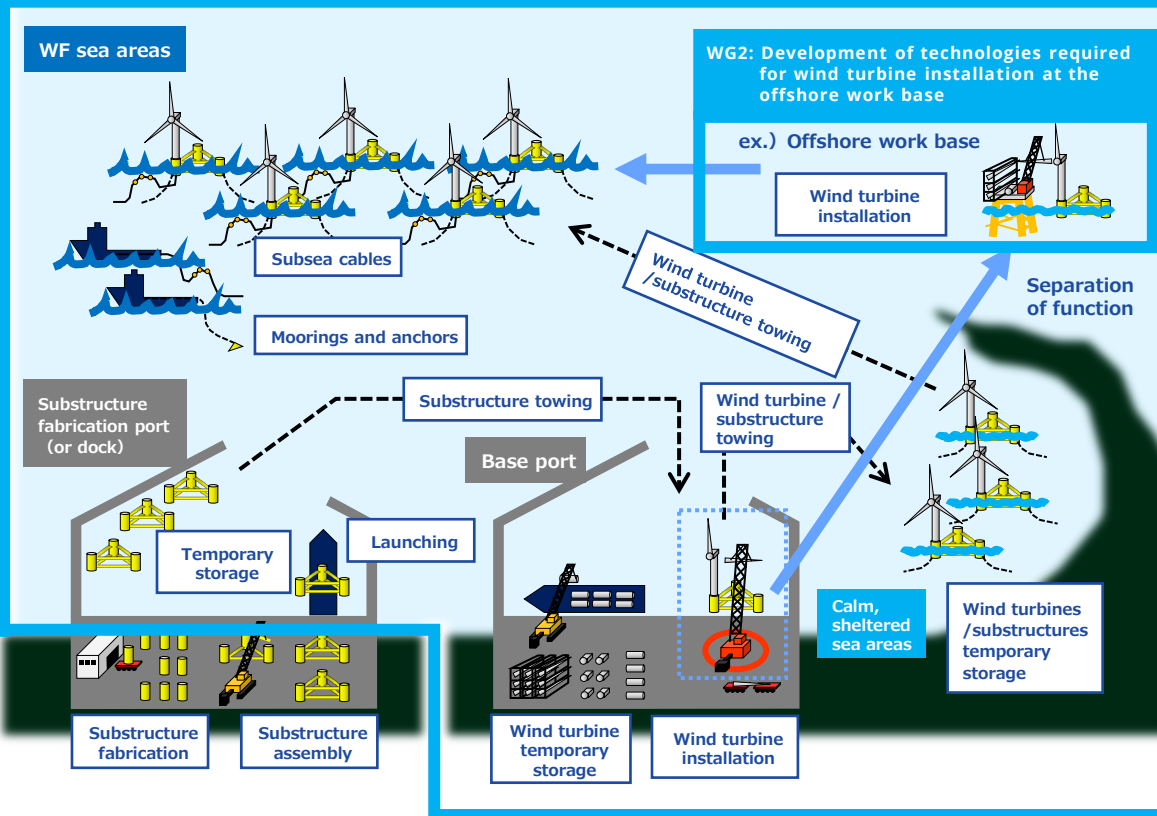 WF sea areas
WG2: Development of technologies required
for wind turbine installation at the
offshore work base
ex.）Offshore work base
Wind turbine
installation
Subsea cables
Moorings and anchors
Wind turbine
/substructure towing
Separation
of function
Substructure
fabrication port
（or dock）
Substructure towing
Wind turbine /
substructure
towing
Base port
Temporary
storage
Launching
Calm,
sheltered
sea areas
Wind turbines
/substructures
temporary
storage
Substructure
fabrication
Substructure
assembly
Wind turbine
temporary
storage
Wind turbine
installation